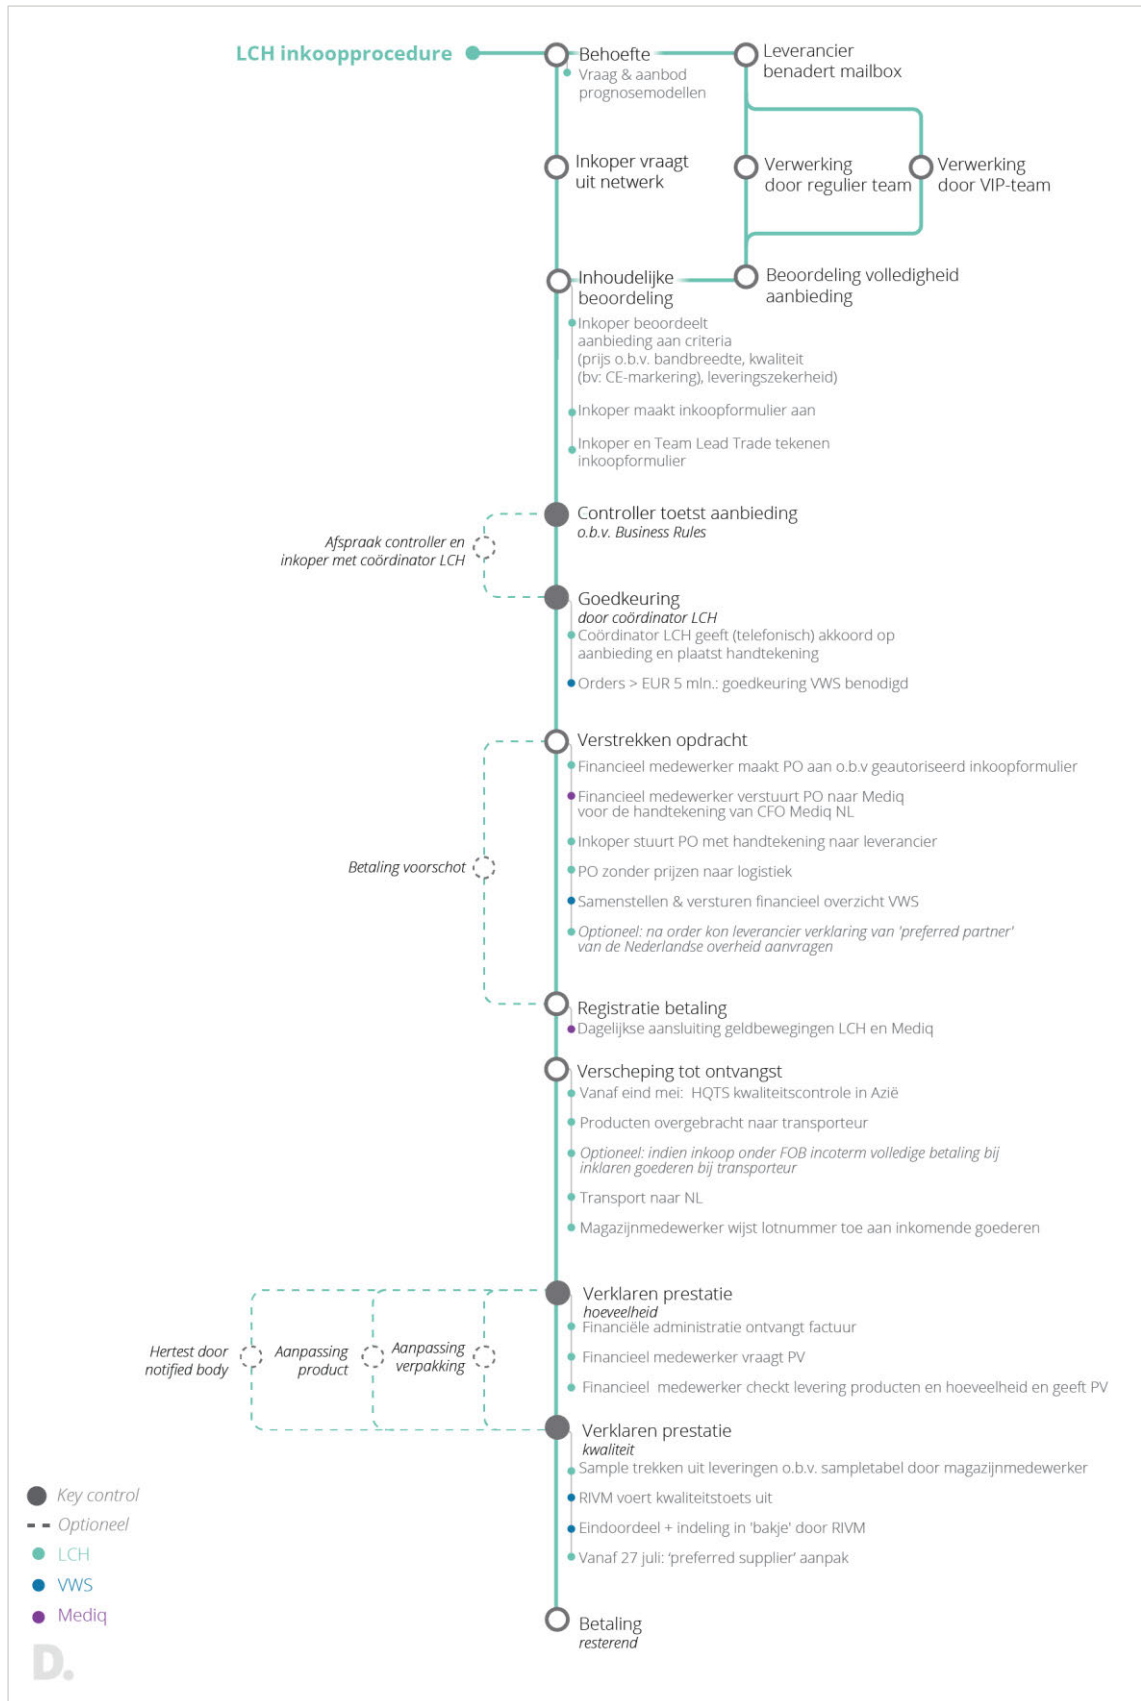 LCH inkoopprocedure
Behoefte
Vraag & aanbod
prognosemodellen
Leverancier
benadert mailbox
Inkoper vraagt
uit netwerk
Verwerking
door regulier team
Verwerking
door VIP-team
Inhoudelijke
beoordeling
Beoordeling volledigheid
aanbieding
Inkoper beoordeelt
aanbieding aan criteria
(prijs o.b.v. bandbreedte, kwaliteit
(bv: CE-markering), leveringszekerheid)
Inkoper maakt inkoopformulier aan
Inkoper en Team Lead Trade tekenen
inkoopformulier
Controller toetst aanbieding
o.b.v. Business Rules
Afspraak controller en
inkoper met coördinator LCH
Goedkeuring
door coördinator LCH
Coördinator LCH geeft (telefonisch) akkoord op
aanbieding en plaatst handtekening
Orders > EUR 5 mln.: goedkeuring VWS benodigd
Verstrekken opdracht
Financieel medewerker maakt PO aan o.b.v geautoriseerd inkoopformulier
Financieel medewerker verstuurt PO naar Mediq
voor de handtekening van CFO Mediq NL
Inkoper stuurt PO met handtekening naar leverancier
Betaling voorschot
PO zonder prijzen naar logistiek
Samenstellen & versturen financieel overzicht VWS
Optioneel: na order kon leverancier verklaring van 'preferred partner'
van de Nederlandse overheid aanvragen
Registratie betaling
Dagelijkse aansluiting geldbewegingen LCH en Mediq
Verscheping tot ontvangst
Vanaf eind mei: HQTS kwaliteitscontrole in Azië
Producten overgebracht naar transporteur
Optioneel: indien inkoop onder FOB incoterm volledige betaling bij
inklaren goederen bij transporteur
Transport naar NL
Magazijnmedewerker wijst lotnummer toe aan inkomende goederen
Verklaren prestatie
hoeveelheid
Financiële administratie ontvangt factuur
Hertest door
notified body
Aanpassing
product
Aanpassing
verpakking
Financieel medewerker vraagt PV
Financieel medewerker checkt levering producten en hoeveelheid en geeft PV
Verklaren prestatie
kwaliteit
Sample trekken uit leveringen o.b.v. sampletabel door magazijnmedewerker
RIVM voert kwaliteitstoets uit
Eindoordeel + indeling in 'bakje' door RIVM
Vanaf 27 juli: 'preferred supplier' aanpak
Betaling
resterend
Key control
Optioneel
LCH
VWS
Mediq
D.